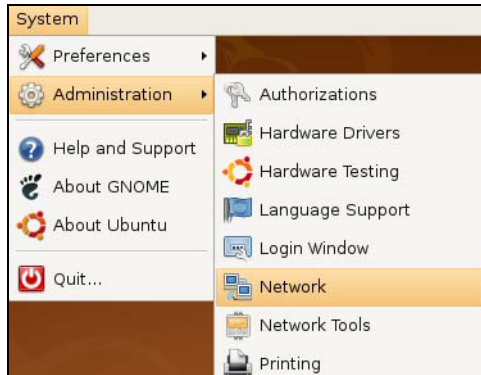 System
Preferences
Administration
Help and Support
About GNOME
About Ubuntu
Quit...
Authorizations
Hardware Drivers
Hardware Testing
Language Support
Login Window
Network
Network Tools
Printing